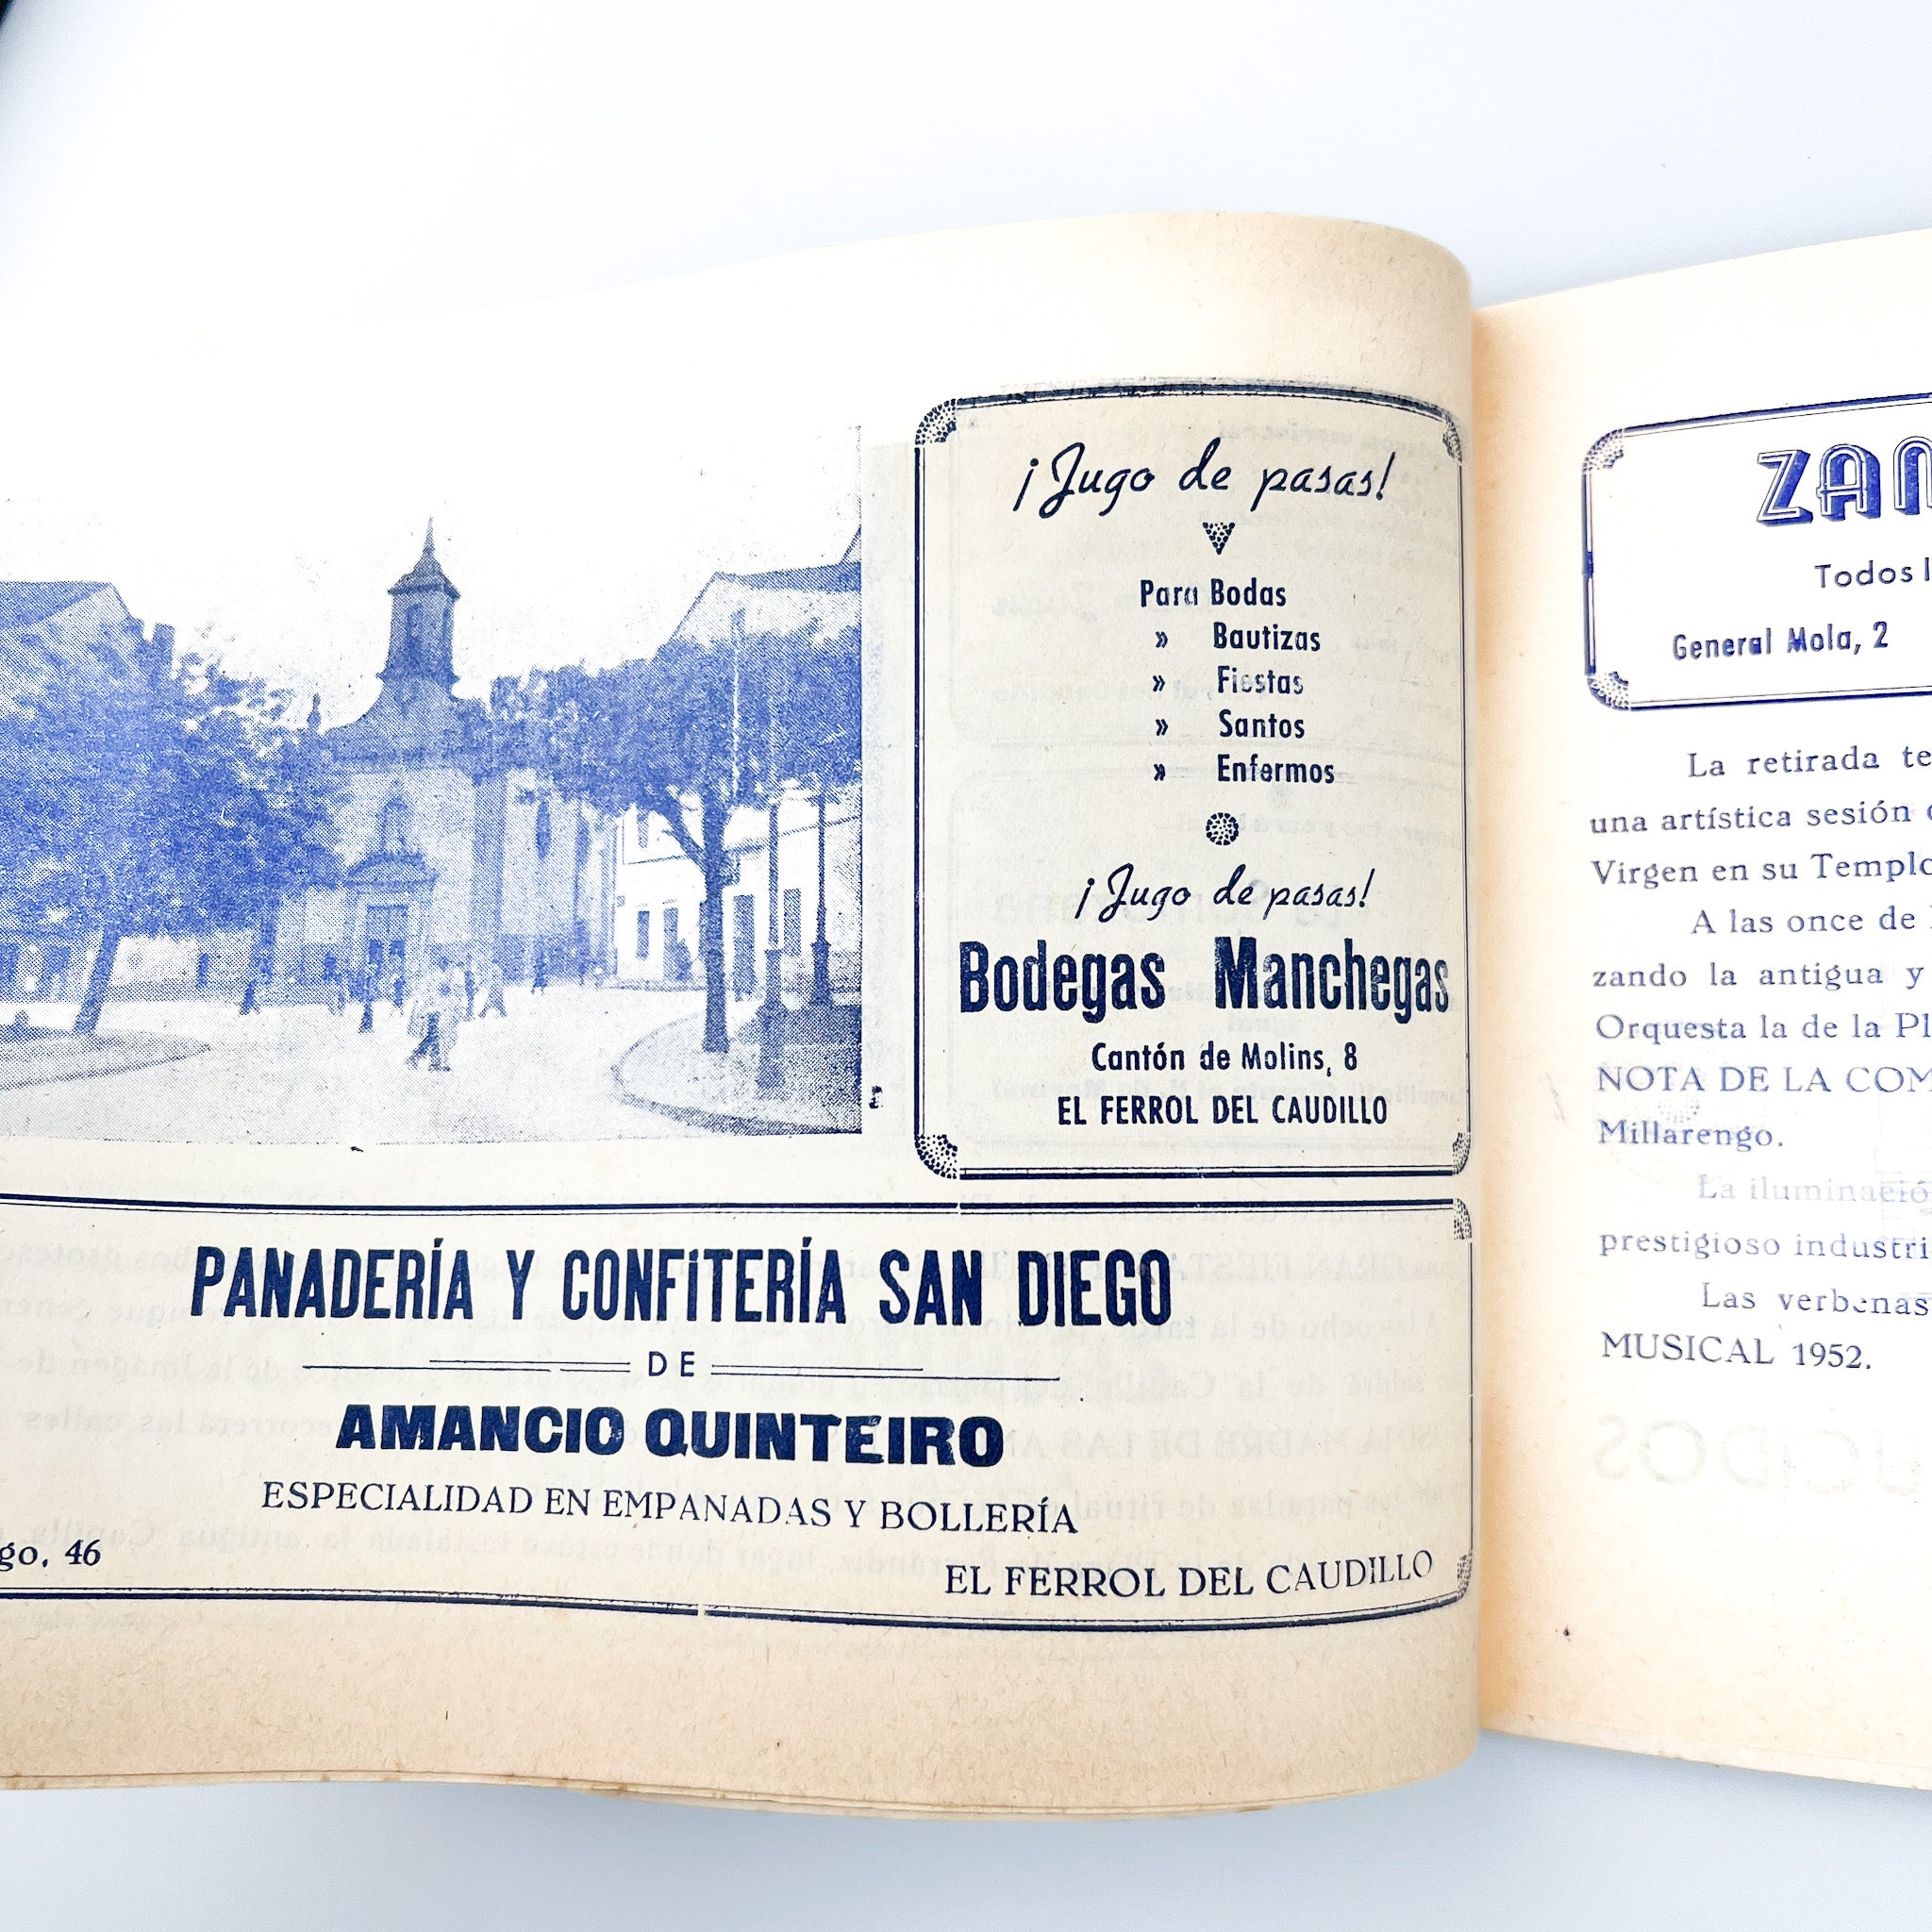 ¡Jugo de pasas!
Para Bodas
» Bautizas
» Fiestas
» Santos
» Enfermos
¡Jugo de pasas!
Bodegas Manchegas
Cantón de Molins, 8
EL FERROL DEL CAUDILLO
PANADERÍA Y CONFITERÍA SAN DIEGO
DE
AMANCIO QUINTEIRO
ESPECIALIDAD EN EMPANADAS Y BOLLERÍA
go, 46
EL FERROL DEL CAUDILLO
ZAN
Todos l
General Mola, 2
La retirada te
una artística sesión
Virgen en su Templo
A las once de
zando la antigua y
Orquesta la de la Pl
NOTA DE LA COM
Millarengo.
La iluminació
prestigioso industri
Las verbenas
MUSICAL 1952.